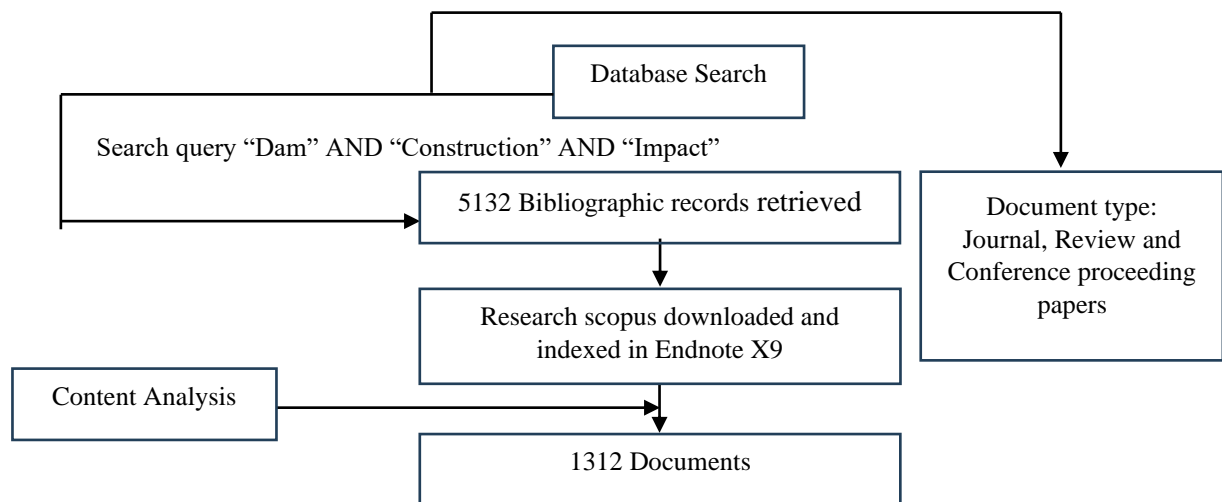 Database Search
Search query “Dam” AND “Construction” AND “Impact”
5132 Bibliographic records retrieved
Document type:
Journal, Review and
Conference proceeding
papers
Research scopus downloaded and
indexed in Endnote X9
Content Analysis
1312 Documents